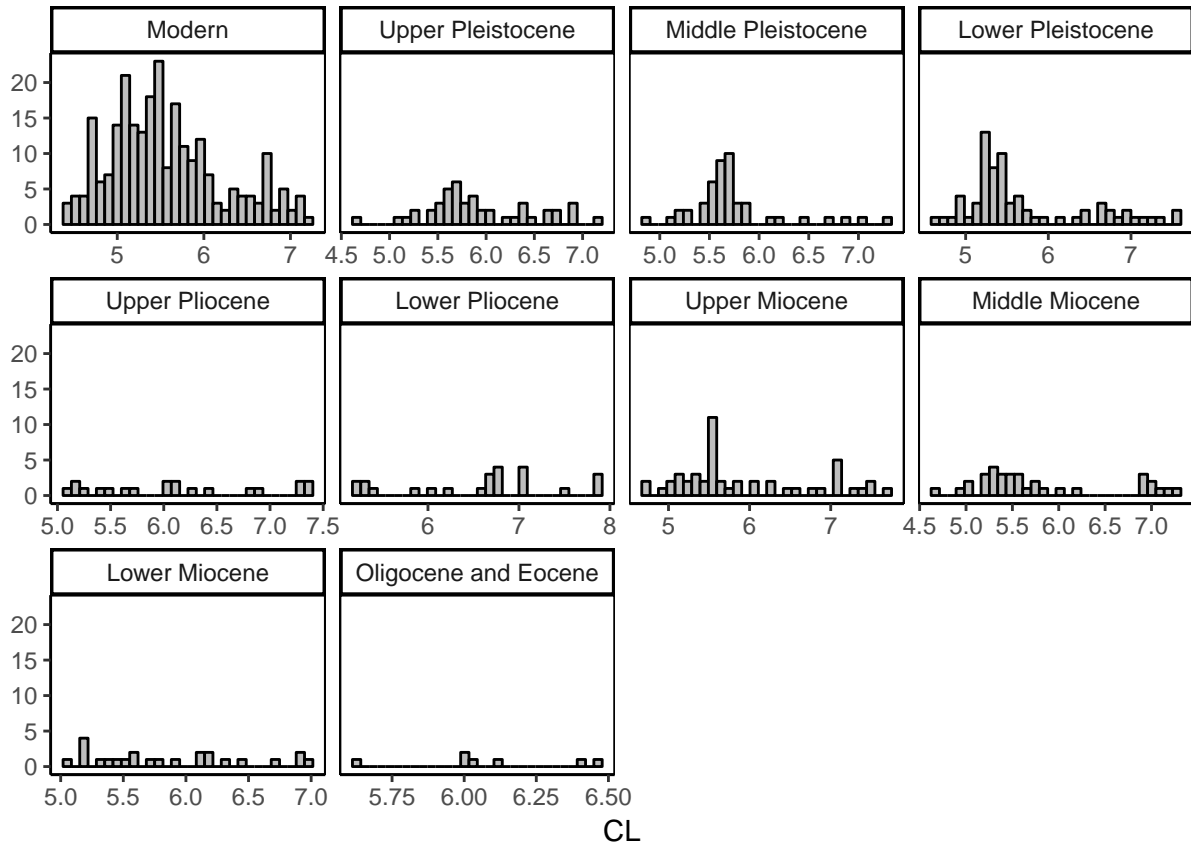 Modern Upper Pleistocene Middle Pleistocene Lower Pleistocene
20
15
10
5
0
5 6 7 4.5 5.0 5.5 6.0 6.5 7.0 5.0 5.5 6.0 6.5 7.0 5 6 7
Upper Pliocene Lower Pliocene Upper Miocene Middle Miocene
20
15
10
5
0
5.0 5.5 6.0 6.5 7.0 7.5 6 7 8 5 6 7 4.5 5.0 5.5 6.0 6.5 7.0
Lower Miocene Oligocene and Eocene
20
15
10
5
0
5.0 5.5 6.0 6.5 7.0 5.75 6.00 6.25 6.50
CL